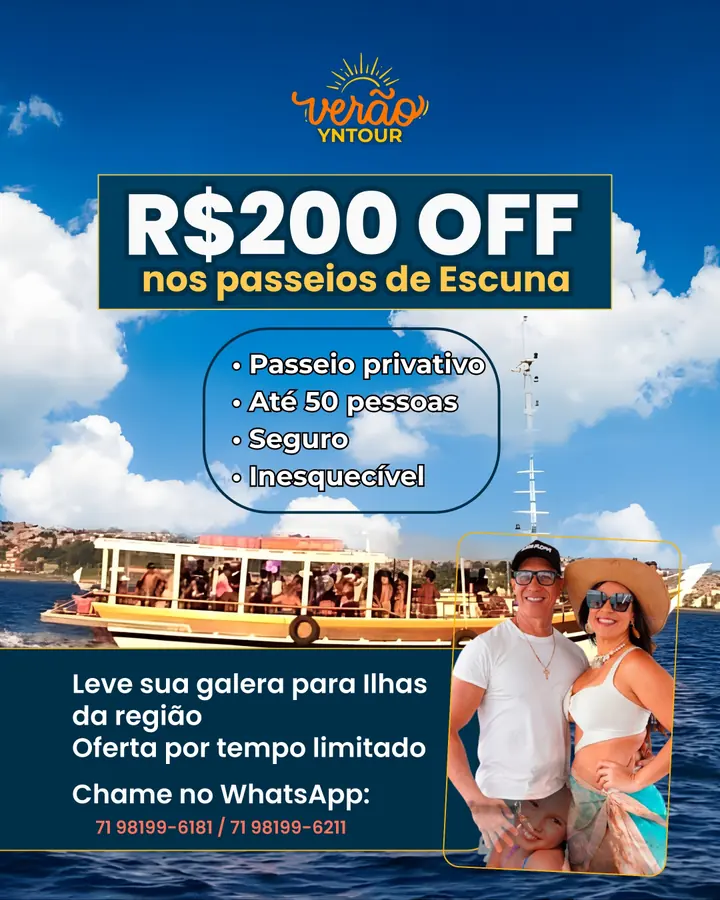 verão
YNTOUR
R$200 OFF
nos passeios de Escuna
• Passeio privativo
• Até 50 pessoas
• Seguro
• Inesquecível
Leve sua galera para Ilhas
da região
Oferta por tempo limitado
Chame no WhatsApp:
71 98199-6181 / 71 98199-6211